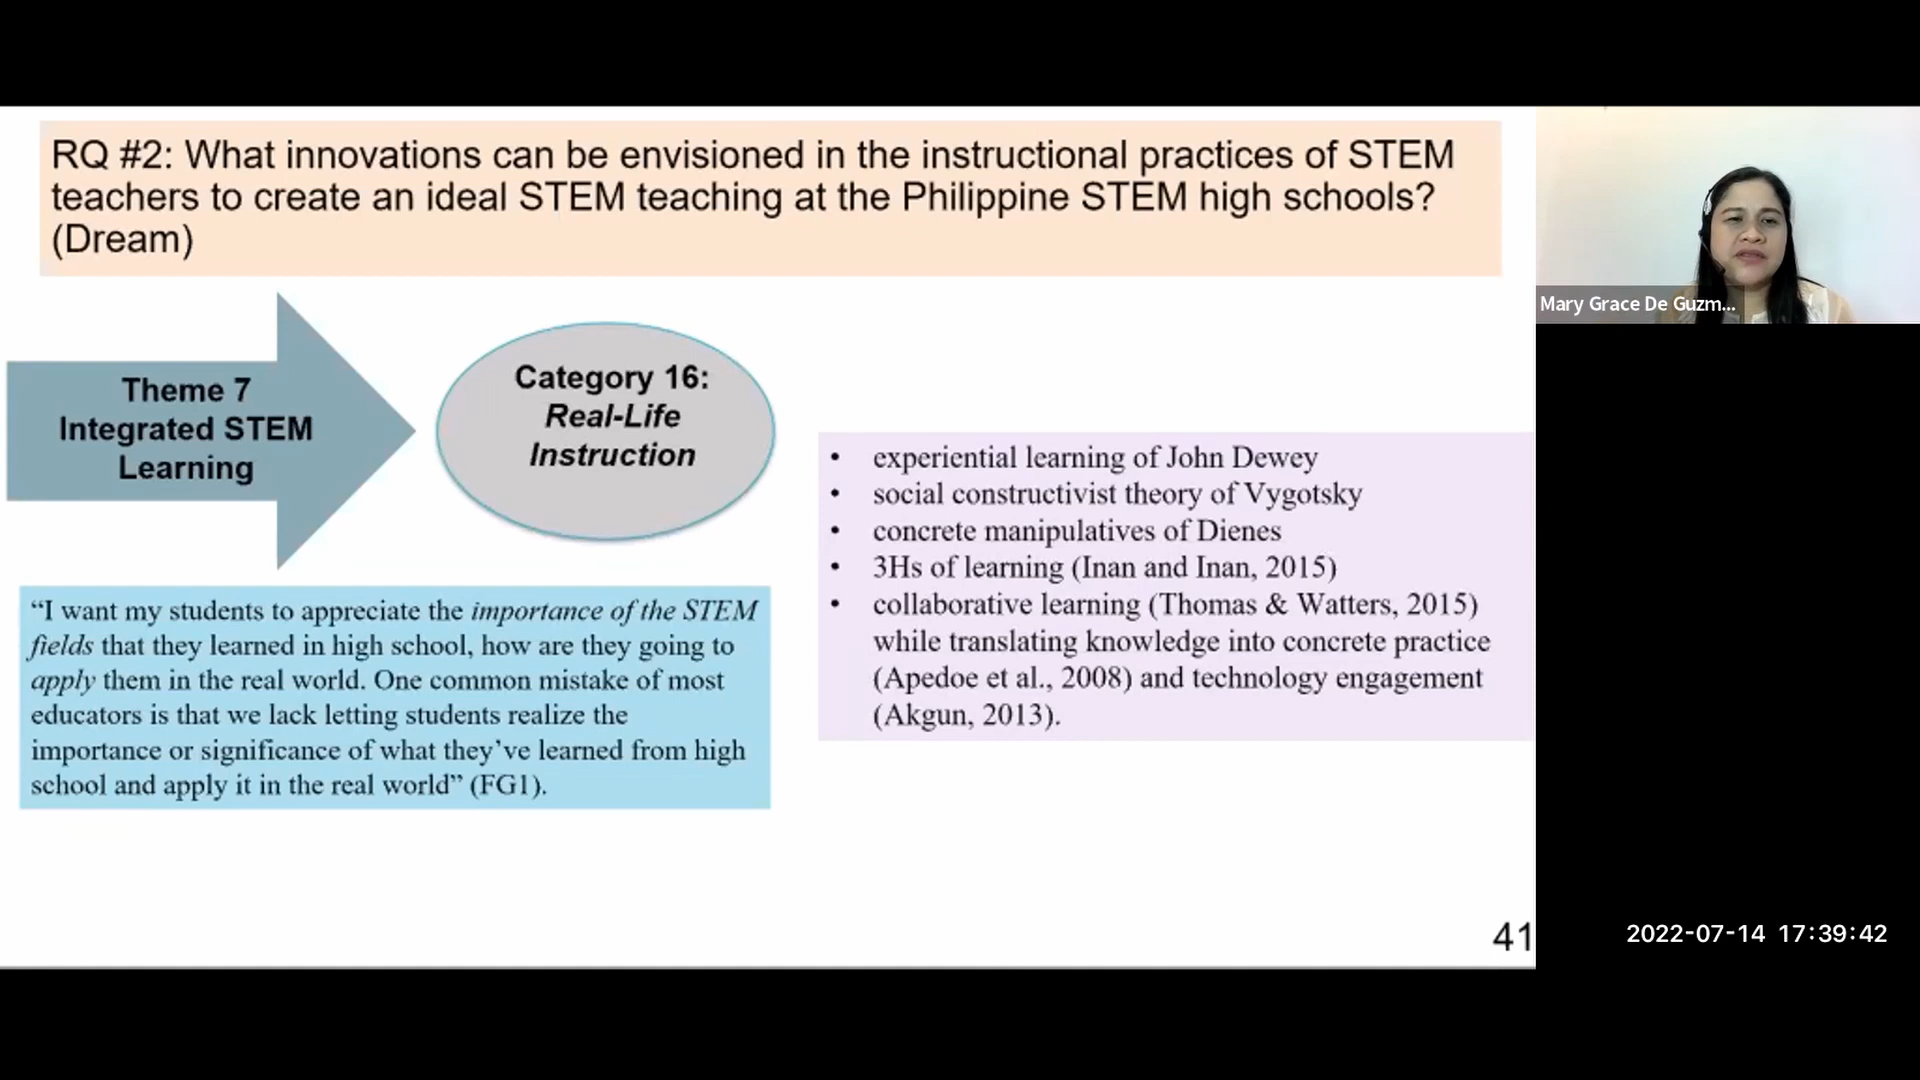 RQ #2: What innovations can be envisioned in the instructional practices of STEM
teachers to create an ideal STEM teaching at the Philippine STEM high schools?
(Dream)
Theme 7
Integrated STEM
Learning
Category 16:
Real-Life
Instruction
“I want my students to appreciate the importance of the STEM
fields that they learned in high school, how are they going to
apply them in the real world. One common mistake of most
educators is that we lack letting students realize the
importance or significance of what they’ve learned from high
school and apply it in the real world” (FG1).
• experiential learning of John Dewey
• social constructivist theory of Vygotsky
• concrete manipulatives of Dienes
• 3Hs of learning (Inan and Inan, 2015)
• collaborative learning (Thomas & Watters, 2015)
while translating knowledge into concrete practice
(Apedoe et al., 2008) and technology engagement
(Akgun, 2013).
41
Mary Grace De Guzm...
2022-07-14 17:39:42